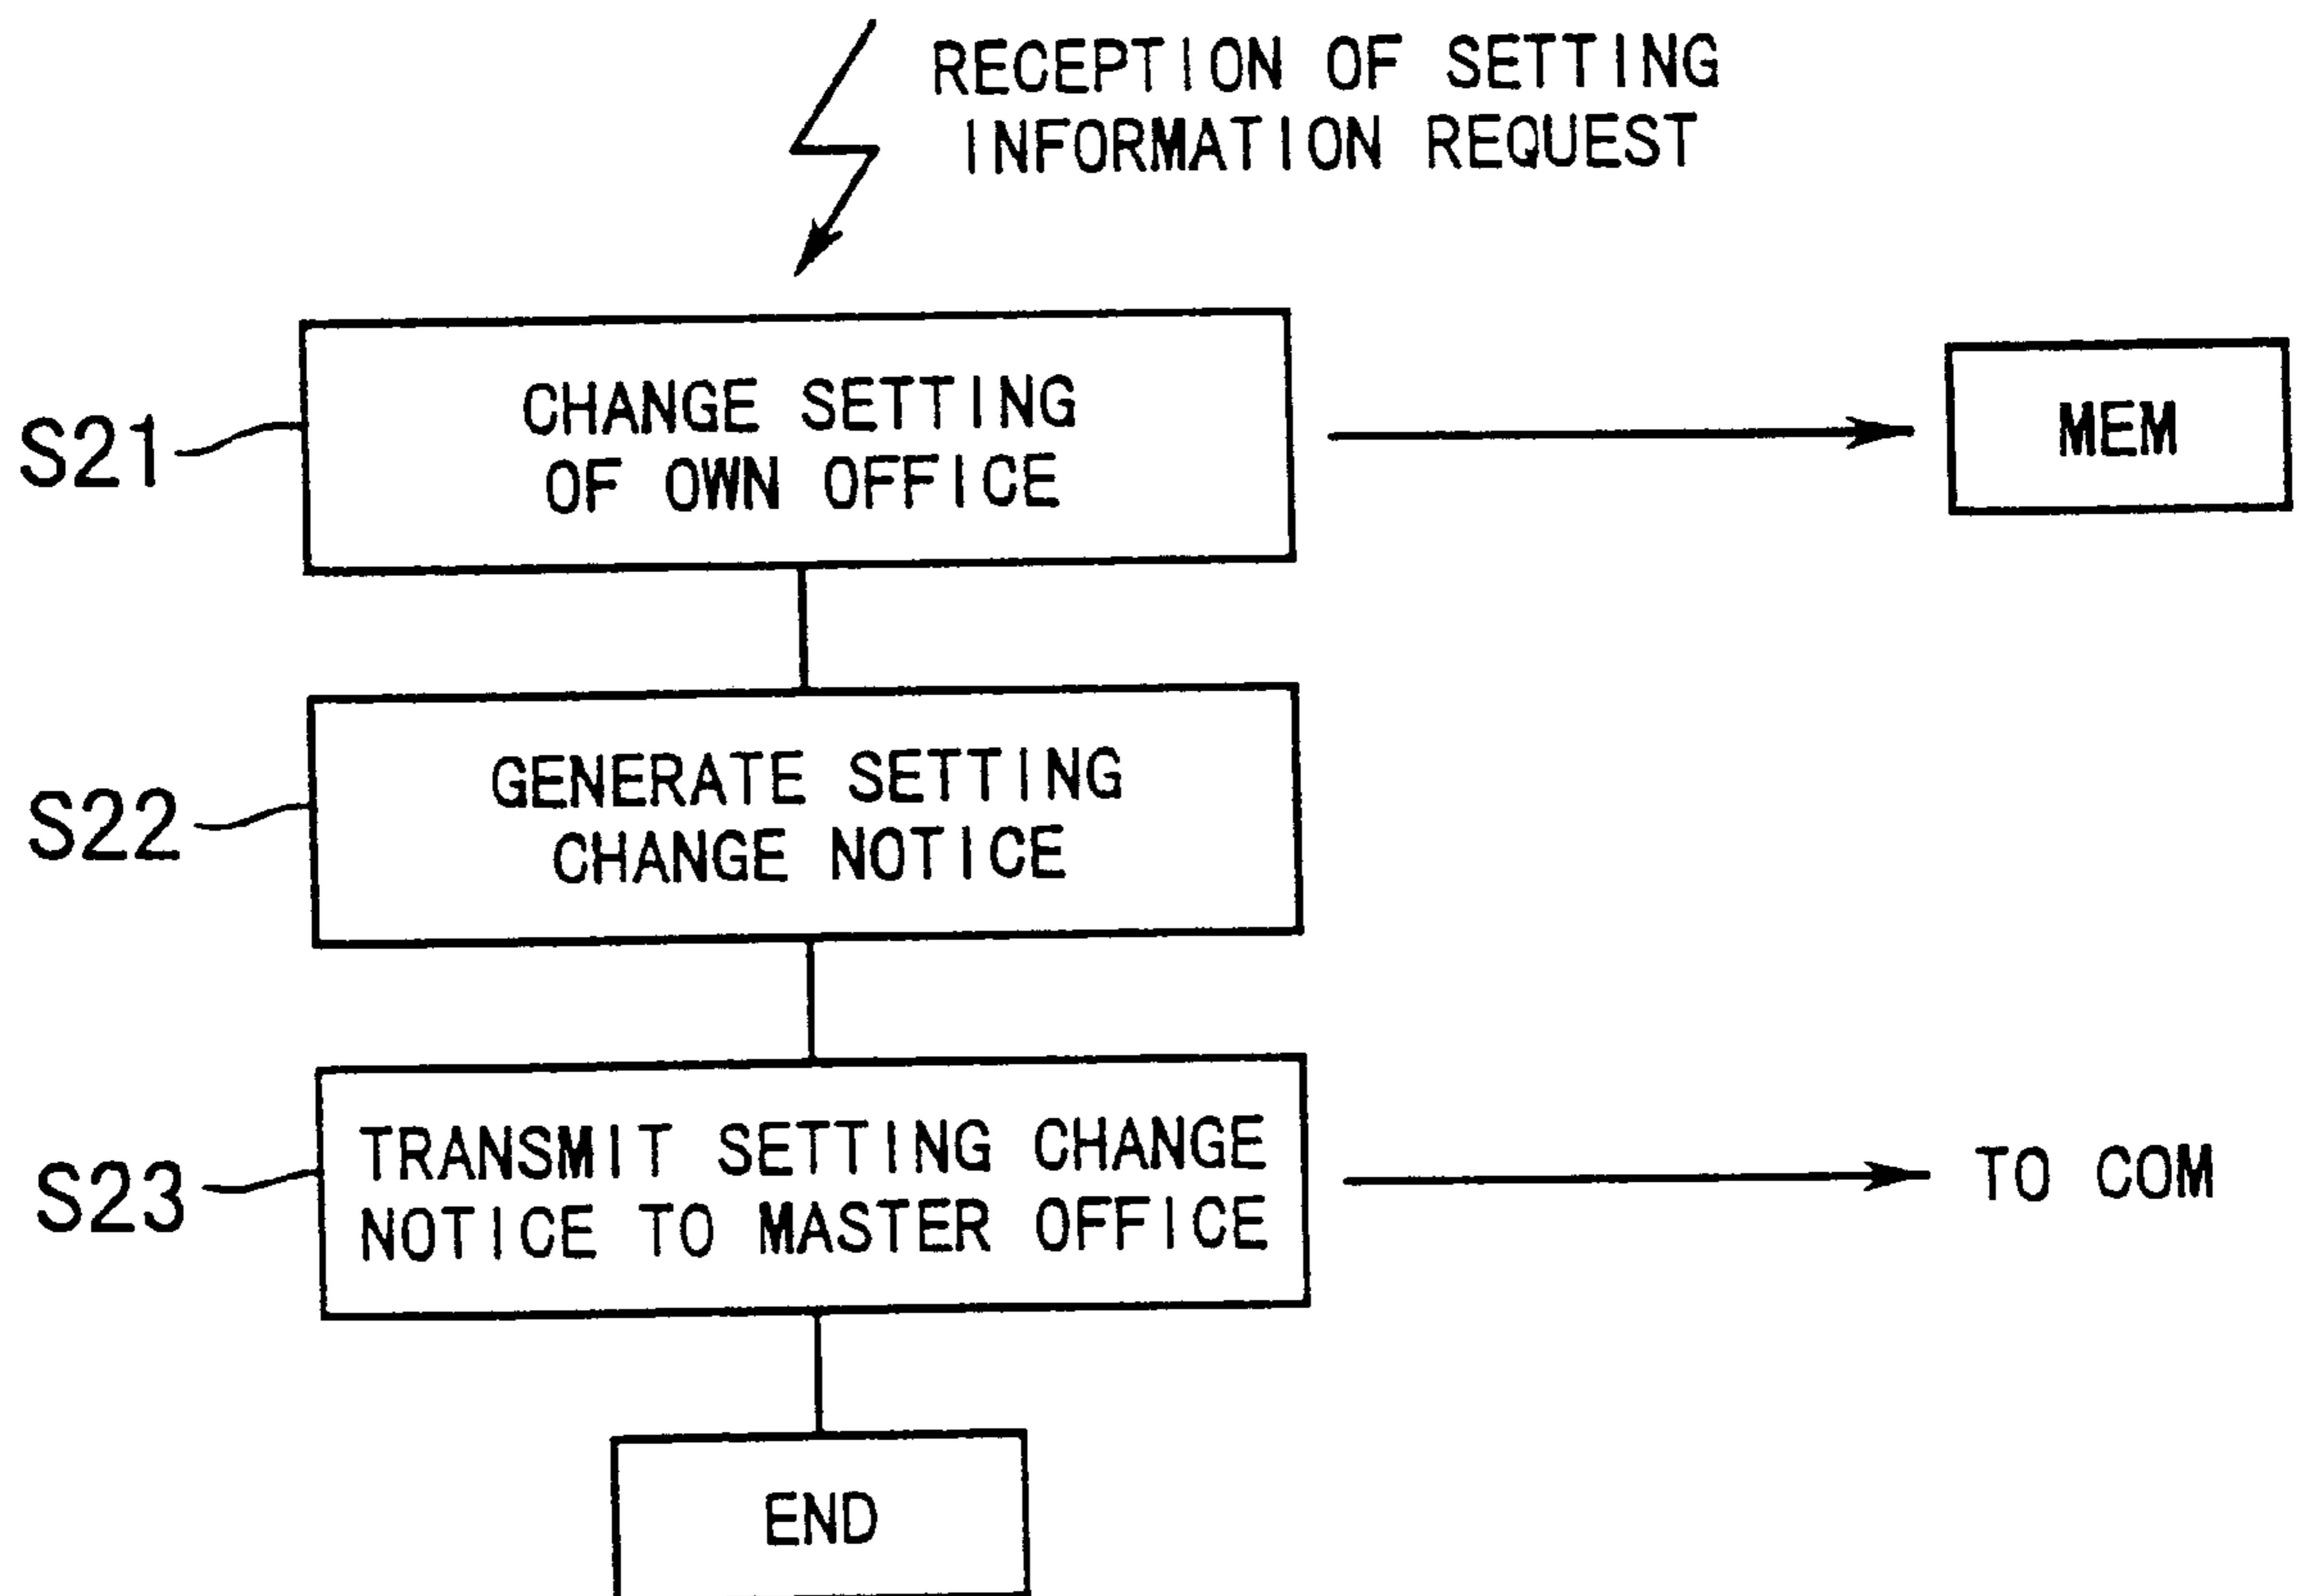 RECEPTION OF SETTING
INFORMATION REQUEST
S21
CHANGE SETTING
OF OWN OFFICE
MEM
S22
GENERATE SETTING
CHANGE NOTICE
S23
TRANSMIT SETTING CHANGE
NOTICE TO MASTER OFFICE
TO COM
END